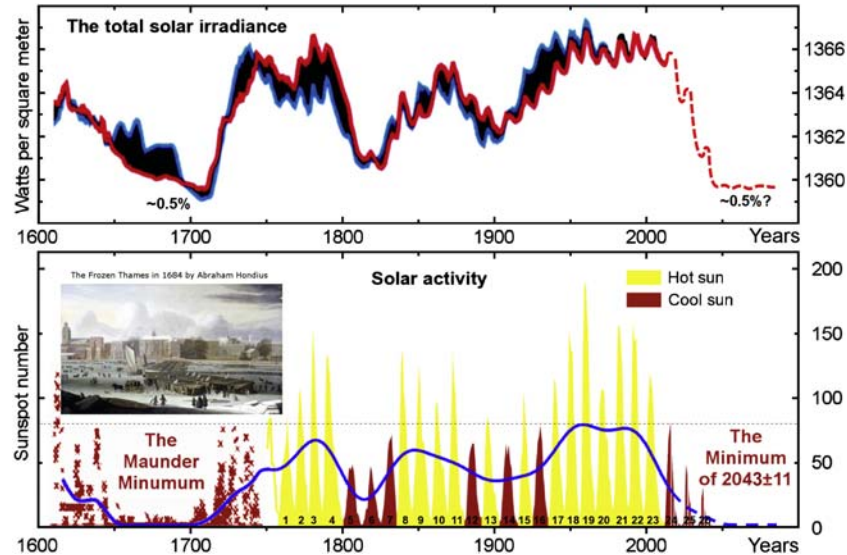 The total solar irradiance
Watts per square meter
1366
1364
1362
1360
~0.5%
~0.5%?
1600 1700 1800 1900 2000 Years
The Frozen Thames in 1684 by Abraham Hondius
Solar activity
Hot sun
Cool sun
Sunspot number
200
150
100
50
0
The
Maunder
Minumum
The
Minimum
of 2043±11
1 2 3 4 5 6 7 8 9 10 11 12 13 14 15 16 17 18 19 20 21 22 23 24 25 26
1600 1700 1800 1900 2000 Years